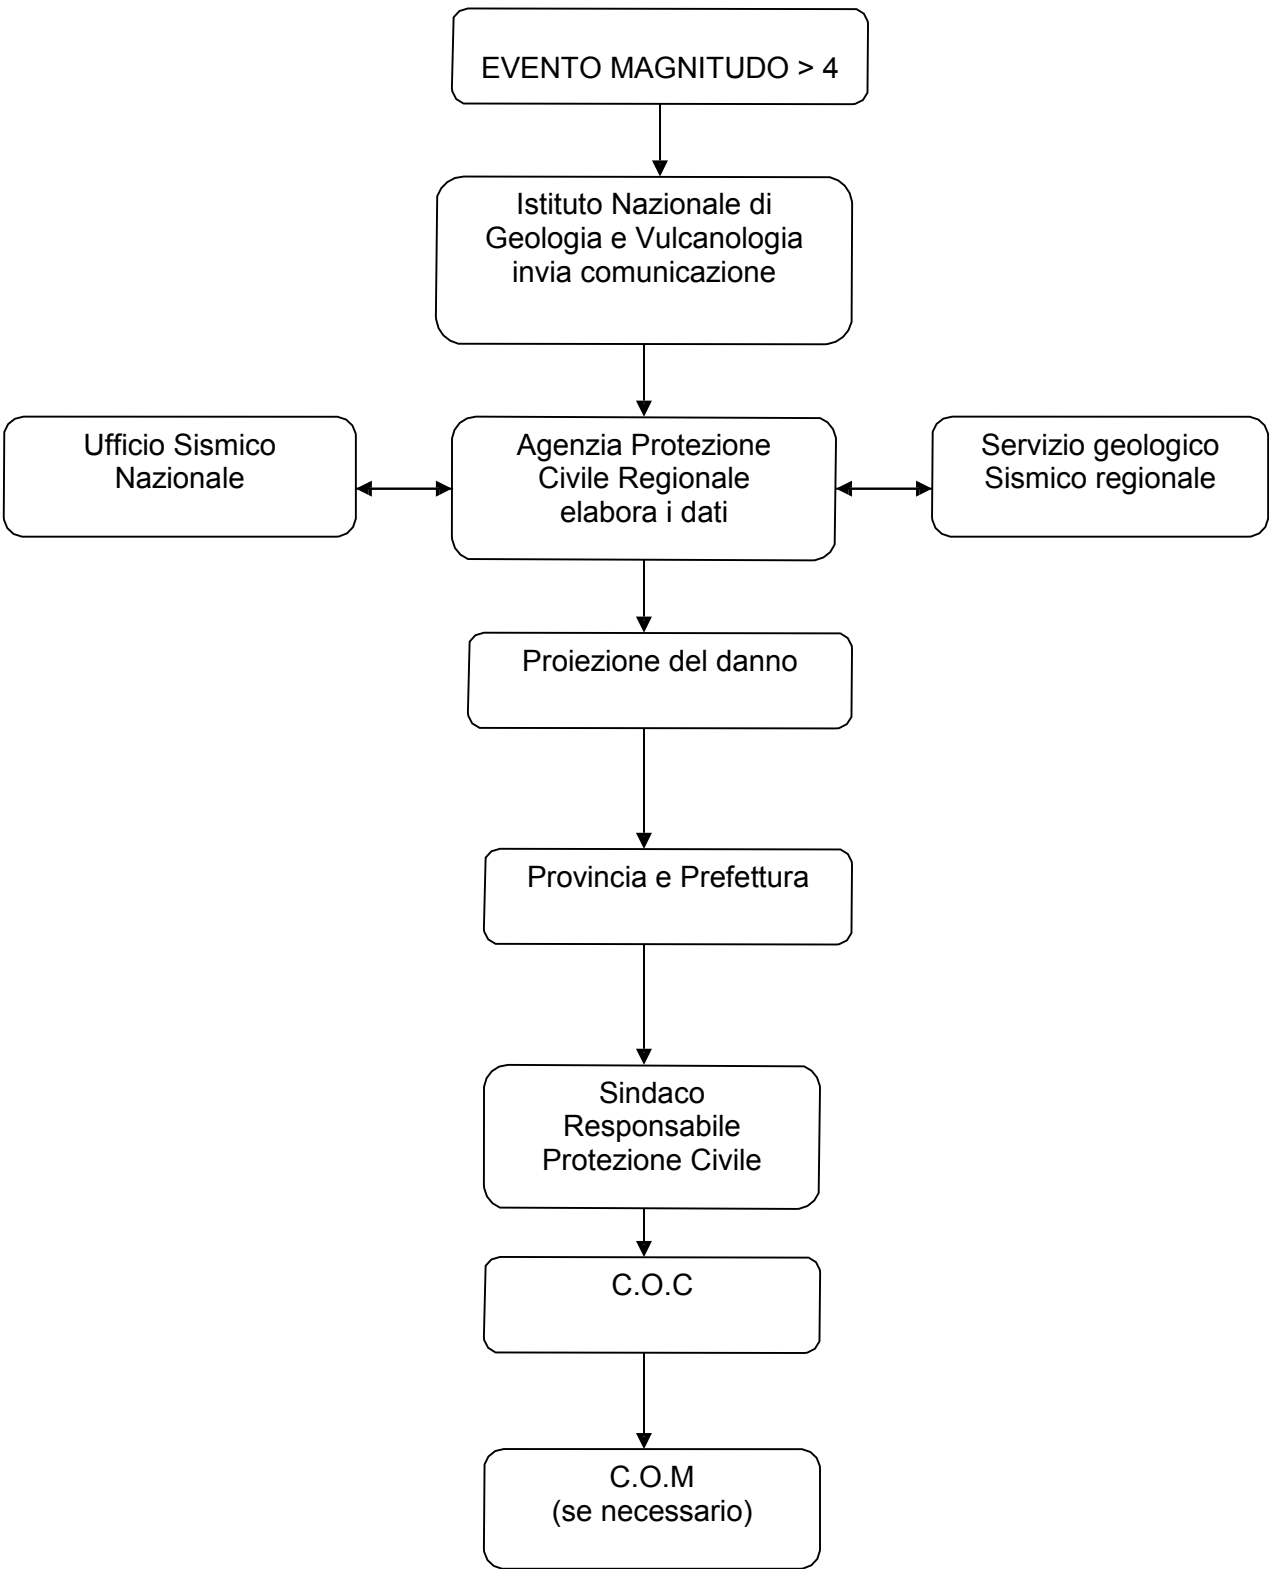 EVENTO MAGNITUDO > 4
Istituto Nazionale di
Geologia e Vulcanologia
invia comunicazione
Ufficio Sismico
Nazionale
Agenzia Protezione
Civile Regionale
elabora i dati
Servizio geologico
Sismico regionale
Proiezione del danno
Provincia e Prefettura
Sindaco
Responsabile
Protezione Civile
C.O.C
C.O.M
(se necessario)